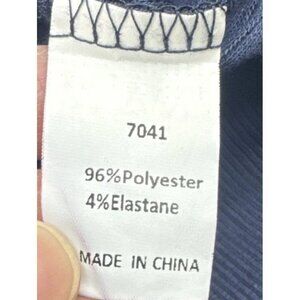 7041
96%Polyester
4%Elastane
MADE IN CHINA